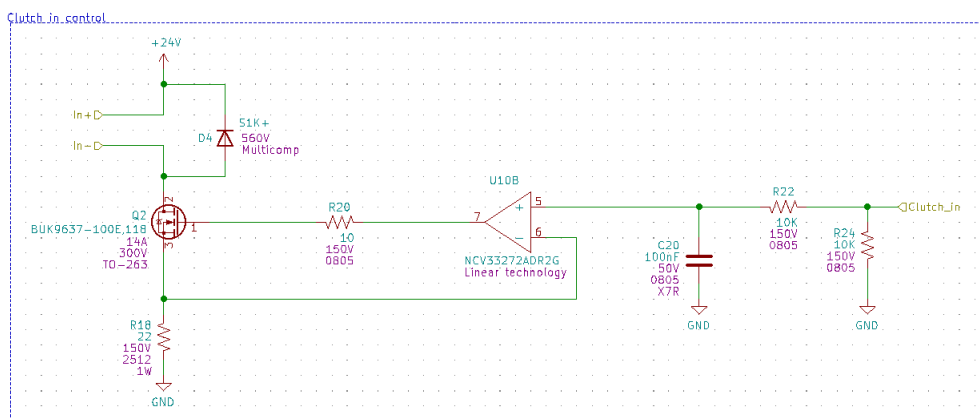 Clutch in control
+24V
In+
In-
D4
S1K+
560V
Multicomp
Q2
BUK9637-100E,118
14A
300V
TO-263
2
1
3
R20
10
150V
0805
U10B
7
5
6
+
-
NCV33272ADR2G
Linear technology
R22
10K
150V
0805
Clutch_in
C20
100nF
50V
0805
X7R
GND
R24
10K
150V
0805
GND
R18
22
150V
2512
1W
GND